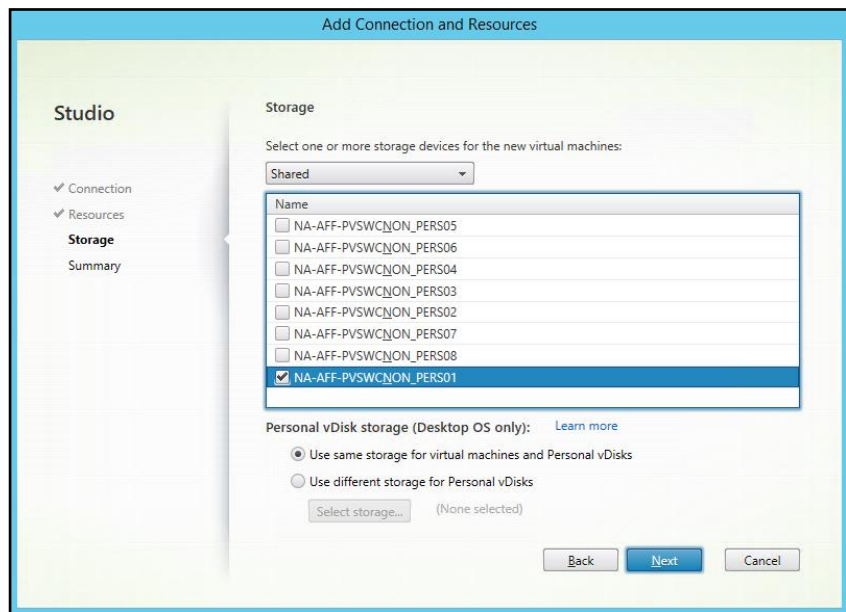 Add Connection and Resources
Studio
Connection
Resources
Storage
Summary
Storage
Select one or more storage devices for the new virtual machines:
Shared
Name
NA-AFF-PVSWCNON_PERS05
NA-AFF-PVSWCNON_PERS06
NA-AFF-PVSWCNON_PERS04
NA-AFF-PVSWCNON_PERS03
NA-AFF-PVSWCNON_PERS02
NA-AFF-PVSWCNON_PERS07
NA-AFF-PVSWCNON_PERS08
NA-AFF-PVSWCNON_PERS01
Personal vDisk storage (Desktop OS only): Learn more
Use same storage for virtual machines and Personal vDisks
Use different storage for Personal vDisks
Select storage... (None selected)
Back Next Cancel